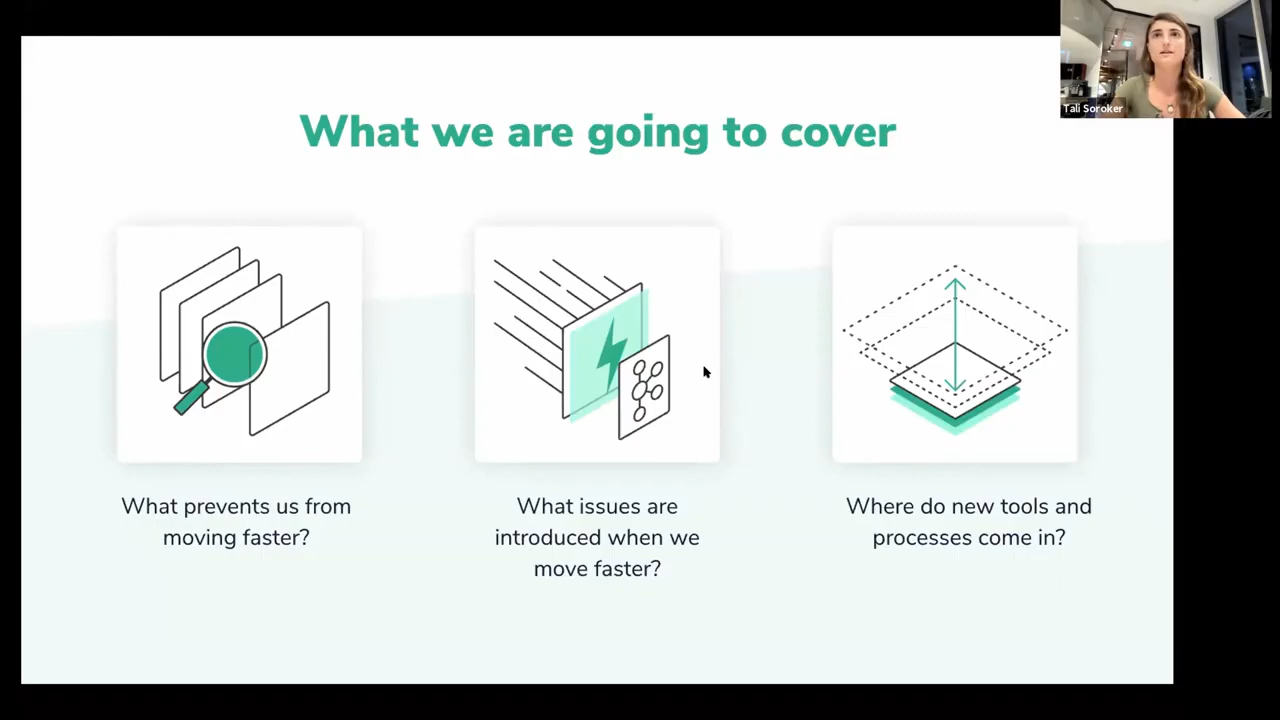 Tali Soroker
What we are going to cover
What prevents us from
moving faster?
What issues are
introduced when we
move faster?
Where do new tools and
processes come in?